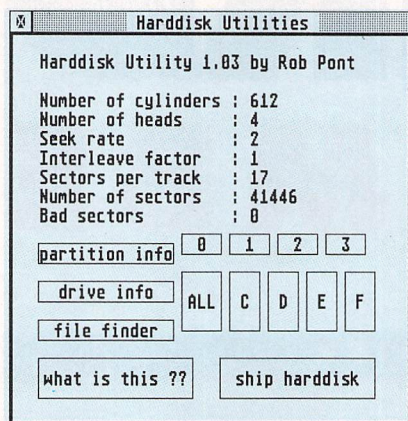 Harddisk Utilities
Harddisk Utility 1.03 by Rob Pont
Number of cylinders : 612
Number of heads : 4
Seek rate : 2
Interleave factor : 1
Sectors per track : 17
Number of sectors : 41446
Bad sectors : 0
partition info 0 1 2 3
drive info ALL C D E F
file finder
what is this ?? ship harddisk